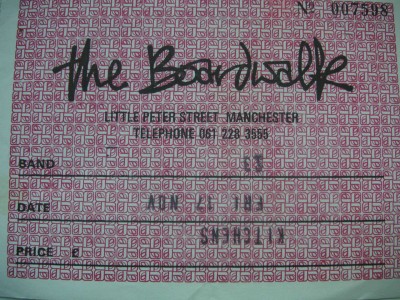 Nº 007598
the Boardwalk
LITTLE PETER STREET MANCHESTER
TELEPHONE 061 228 3555
BAND £3
DATE FRI 17 NOV
PRICE £ KITCHENS